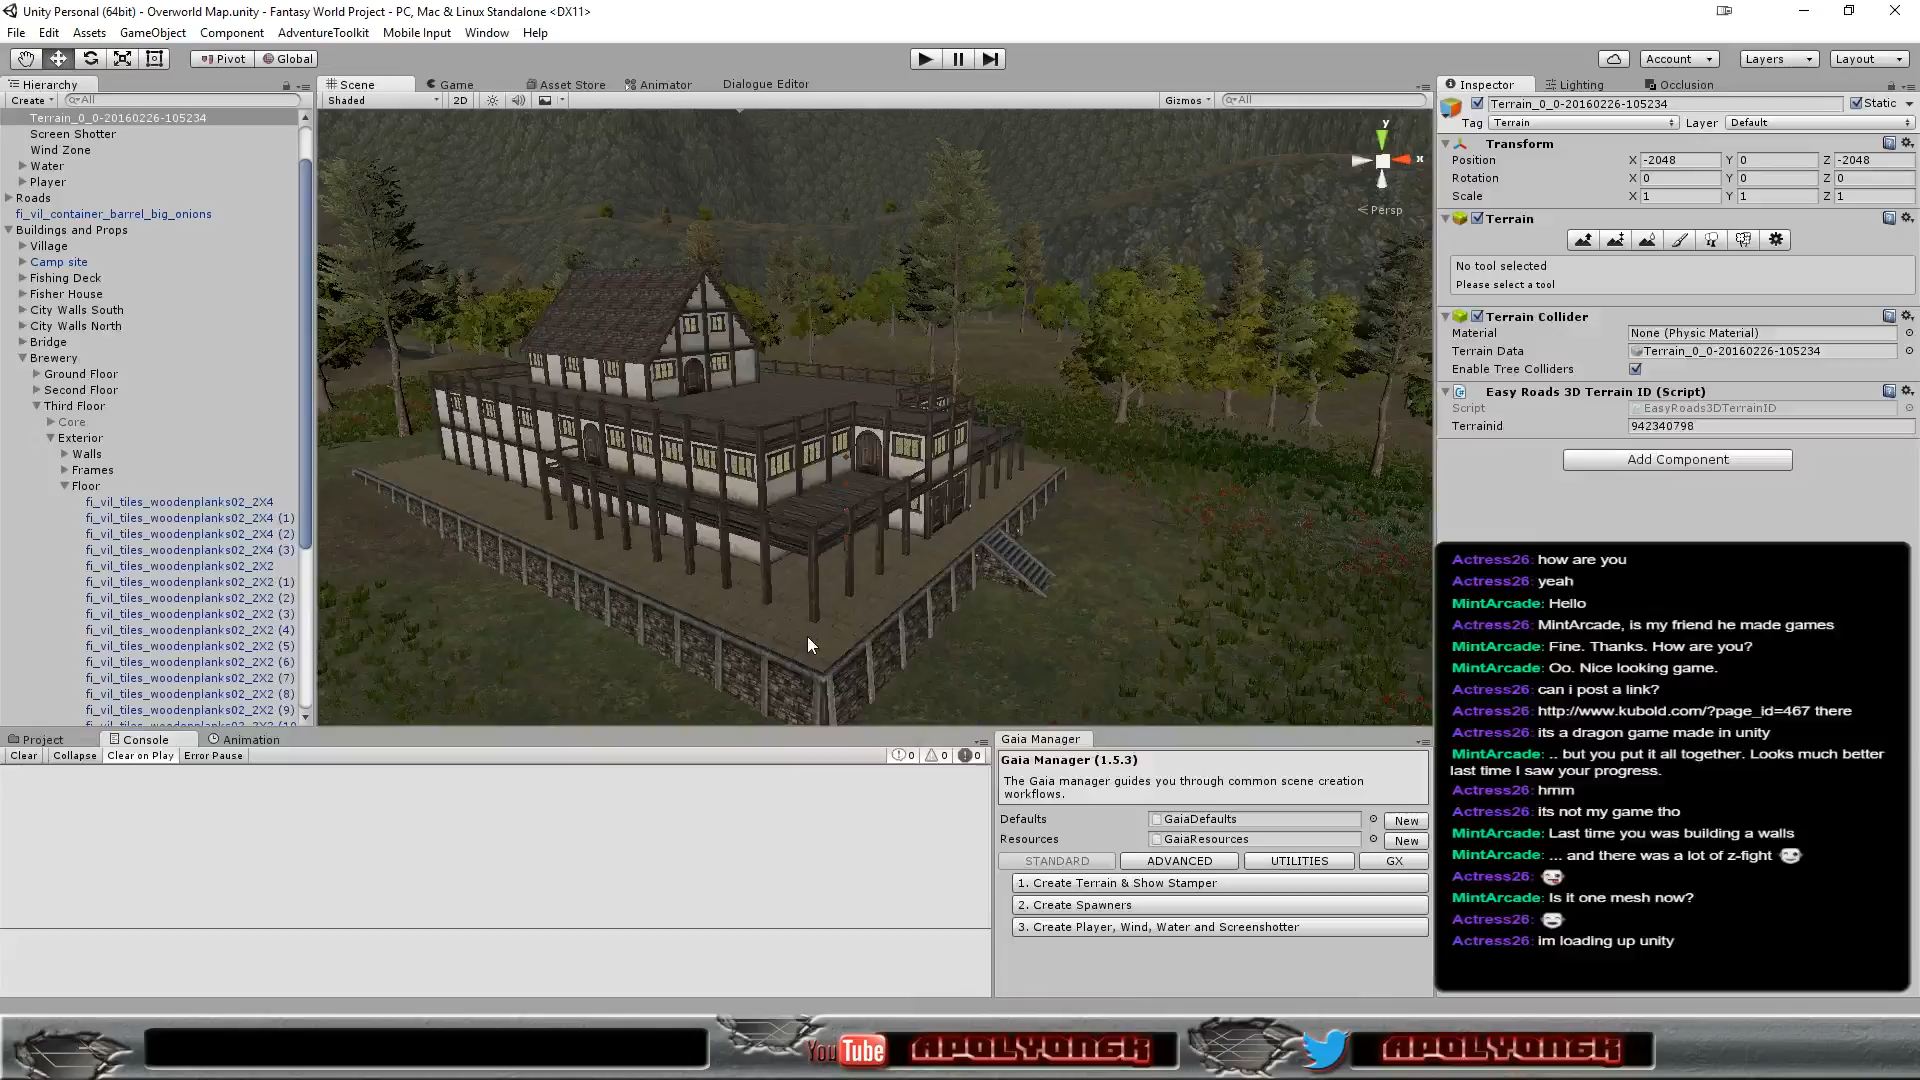 Unity Personal (64bit) - Overworld Map.unity - Fantasy World Project - PC, Mac & Linux Standalone <DX11>
File Edit Assets GameObject Component AdventureToolkit Mobile Input Window Help
Pivot Global Account Layers Layout
Hierarchy
Create All
Terrain_0_0-20160226-105234
Screen Shotter
Wind Zone
Water
Player
Roads
fi_vil_container_barrel_big_onions
Buildings and Props
Village
Camp site
Fishing Deck
Fisher House
City Walls South
City Walls North
Bridge
Brewery
Ground Floor
Second Floor
Third Floor
Core
Exterior
Walls
Frames
Floor
fi_vil_tiles_woodenplanks02_2X4
fi_vil_tiles_woodenplanks02_2X4 (1)
fi_vil_tiles_woodenplanks02_2X4 (2)
fi_vil_tiles_woodenplanks02_2X4 (3)
fi_vil_tiles_woodenplanks02_2X2
fi_vil_tiles_woodenplanks02_2X2 (1)
fi_vil_tiles_woodenplanks02_2X2 (2)
fi_vil_tiles_woodenplanks02_2X2 (3)
fi_vil_tiles_woodenplanks02_2X2 (4)
fi_vil_tiles_woodenplanks02_2X2 (5)
fi_vil_tiles_woodenplanks02_2X2 (6)
fi_vil_tiles_woodenplanks02_2X2 (7)
fi_vil_tiles_woodenplanks02_2X2 (8)
fi_vil_tiles_woodenplanks02_2X2 (9)
Scene Game Asset Store Animator Dialogue Editor
Shaded 2D Gizmos All
y
x
Persp
Inspector Lighting Occlusion
Terrain_0_0-20160226-105234 Static
Tag Terrain Layer Default
Transform
Position X -2048 Y 0 Z -2048
Rotation X 0 Y 0 Z 0
Scale X 1 Y 1 Z 1
Terrain
No tool selected
Please select a tool
Terrain Collider
Material None (Physic Material)
Terrain Data Terrain_0_0-20160226-105234
Enable Tree Colliders
Easy Roads 3D Terrain ID (Script)
Script EasyRoads3DTerrainID
Terrainid 942340798
Add Component
Actress26: how are you
Actress26: yeah
MintArcade: Hello
Actress26: MintArcade, is my friend he made games
MintArcade: Fine. Thanks. How are you?
MintArcade: Oo. Nice looking game.
Actress26: can i post a link?
Actress26: http://www.kubold.com/?page_id=467 there
Actress26: its a dragon game made in unity
MintArcade: .. but you put it all together. Looks much better
last time I saw your progress.
Actress26: hmm
Actress26: its not my game tho
MintArcade: Last time you was building a walls
MintArcade: ... and there was a lot of z-fight
Actress26:
MintArcade: Is it one mesh now?
Actress26:
Actress26: im loading up unity
Project Console Animation
Clear Collapse Clear on Play Error Pause 0 0 0
Gaia Manager
Gaia Manager (1.5.3)
The Gaia manager guides you through common scene creation
workflows.
Defaults GaiaDefaults New
Resources GaiaResources New
STANDARD ADVANCED UTILITIES GX
1. Create Terrain & Show Stamper
2. Create Spawners
3. Create Player, Wind, Water and Screenshotter
YouTube APOLYONGK APOLYONGK